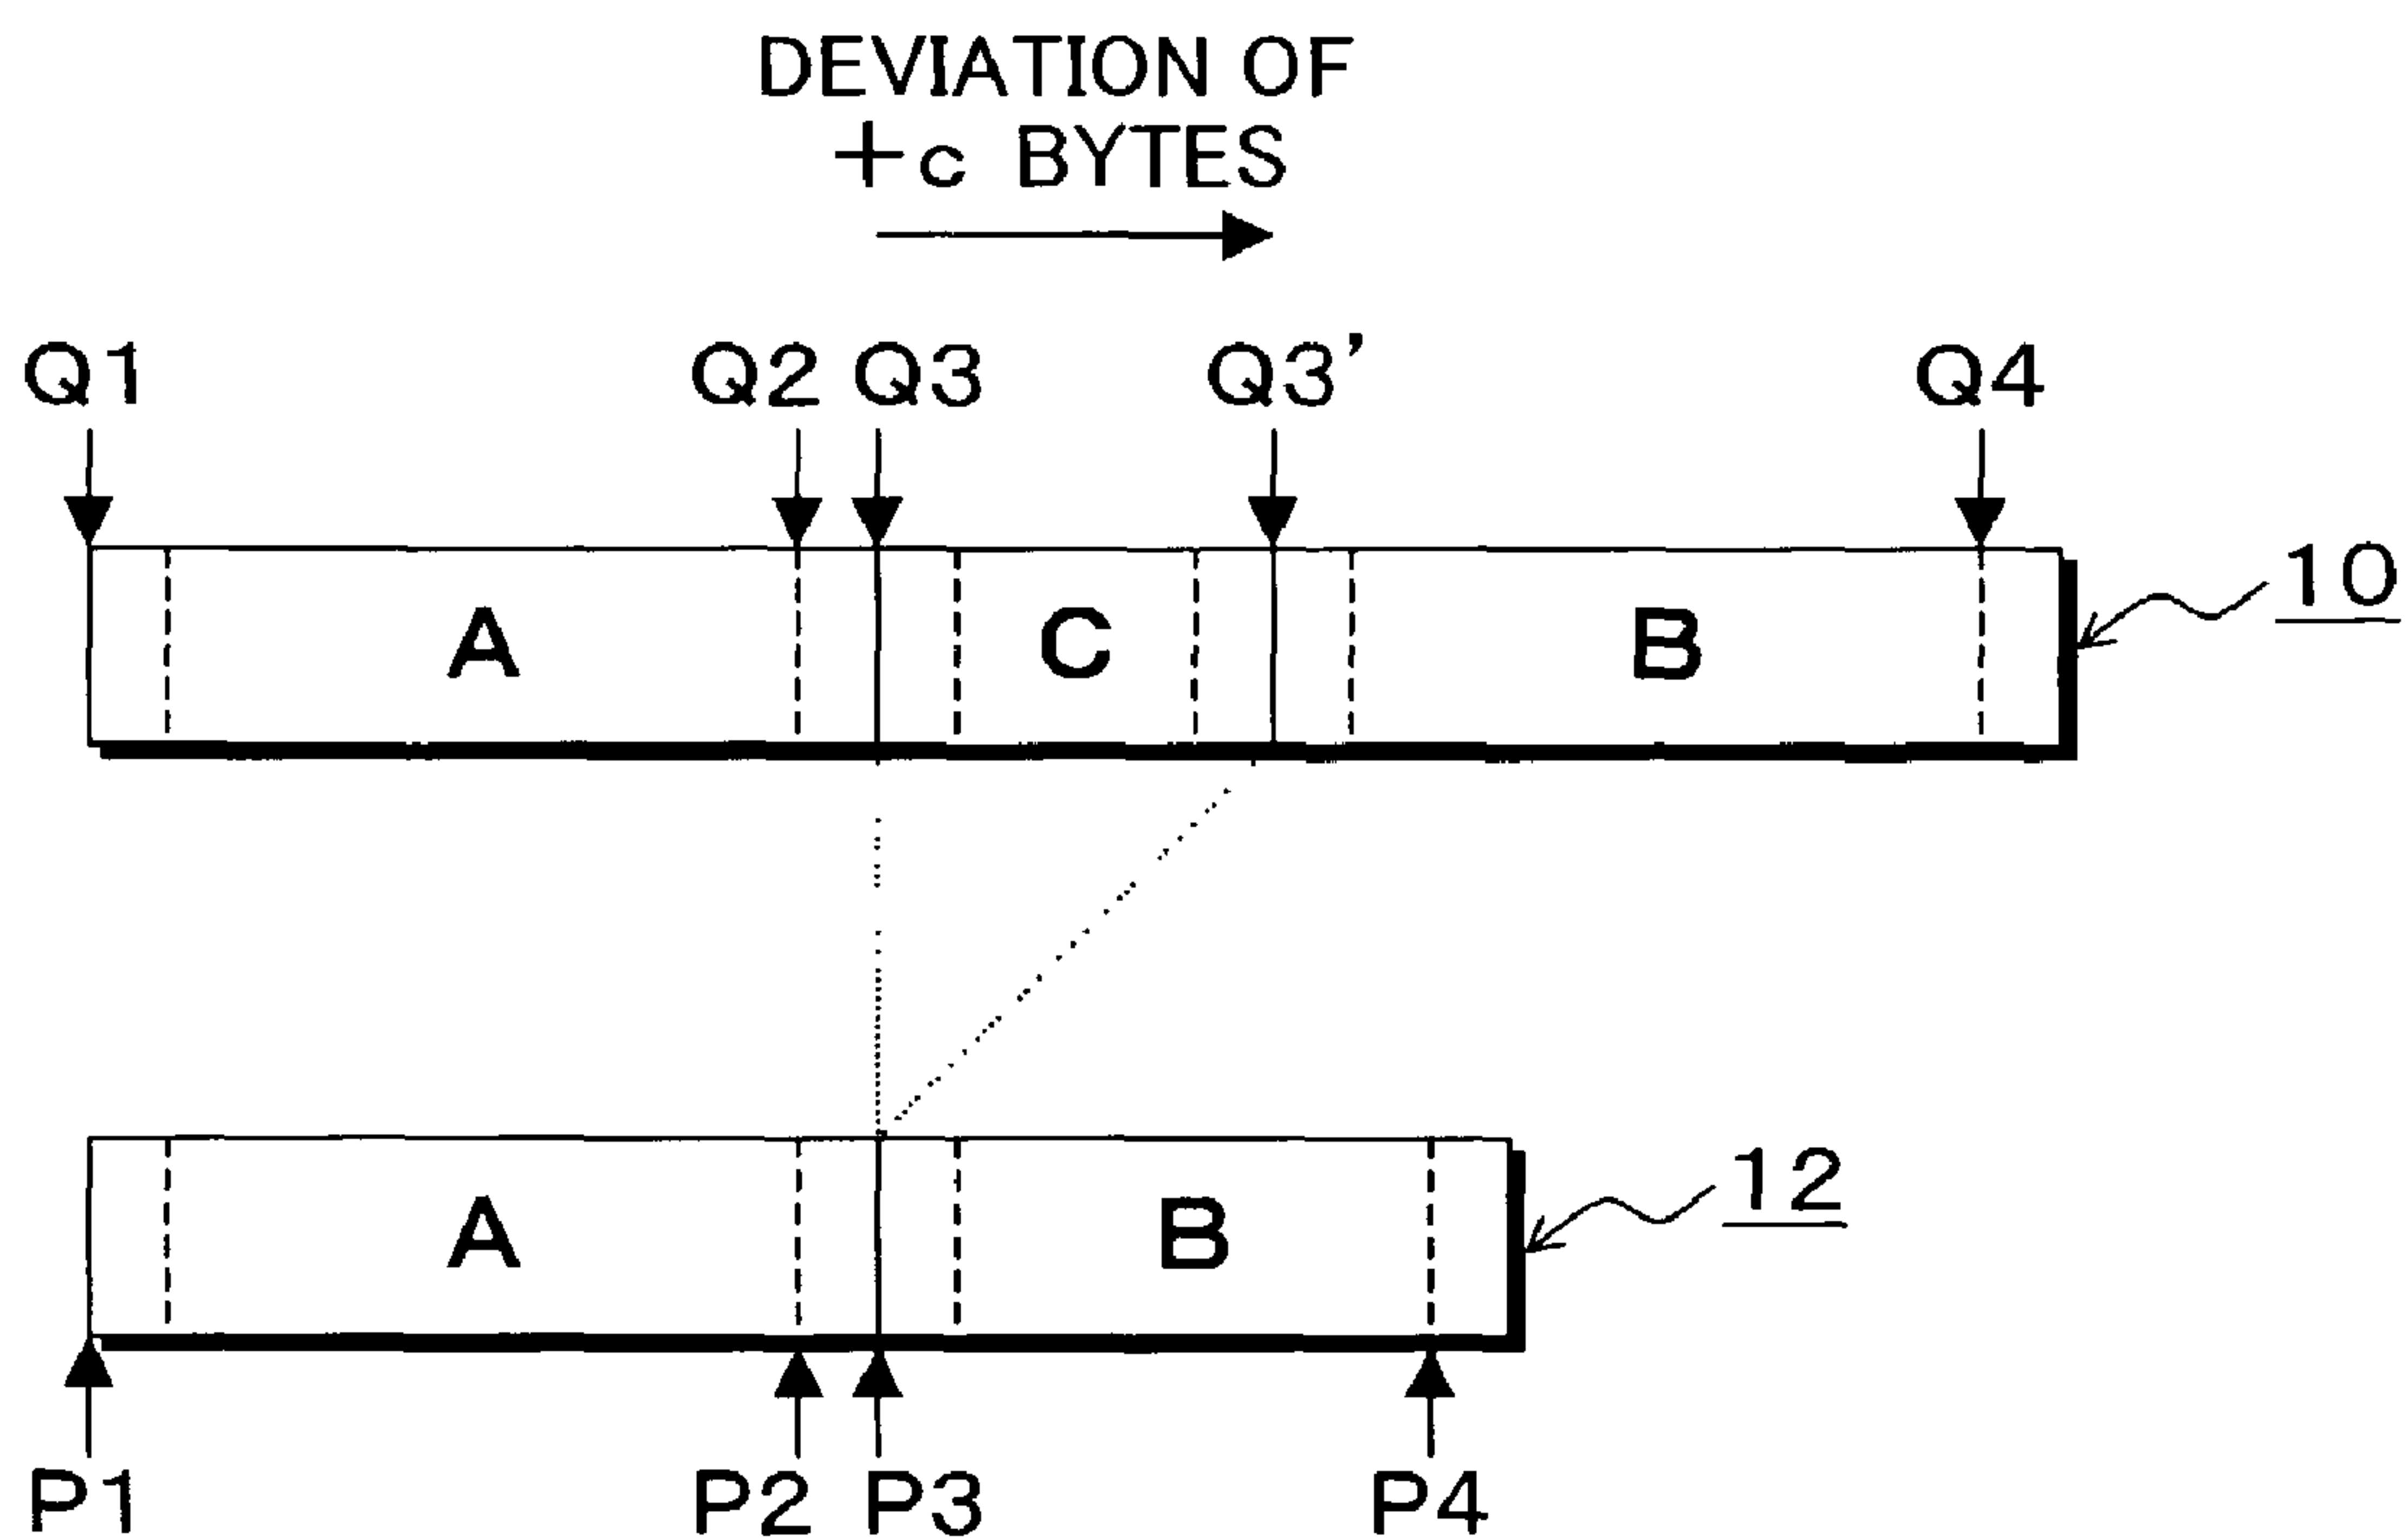 DEVIATION OF
+c BYTES
Q1 Q2 Q3 Q3’ Q4
A C B
10
A B
12
P1 P2 P3 P4